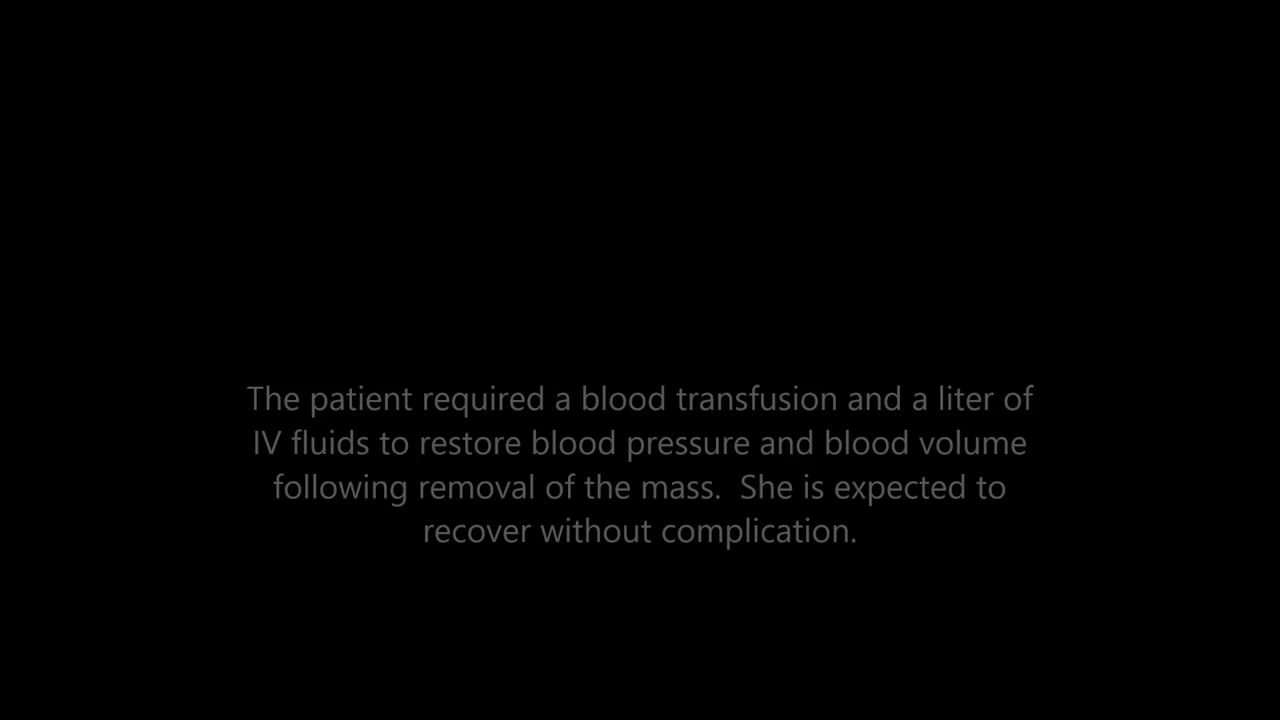 The patient required a blood transfusion and a liter of
IV fluids to restore blood pressure and blood volume
following removal of the mass.  She is expected to
recover without complication.